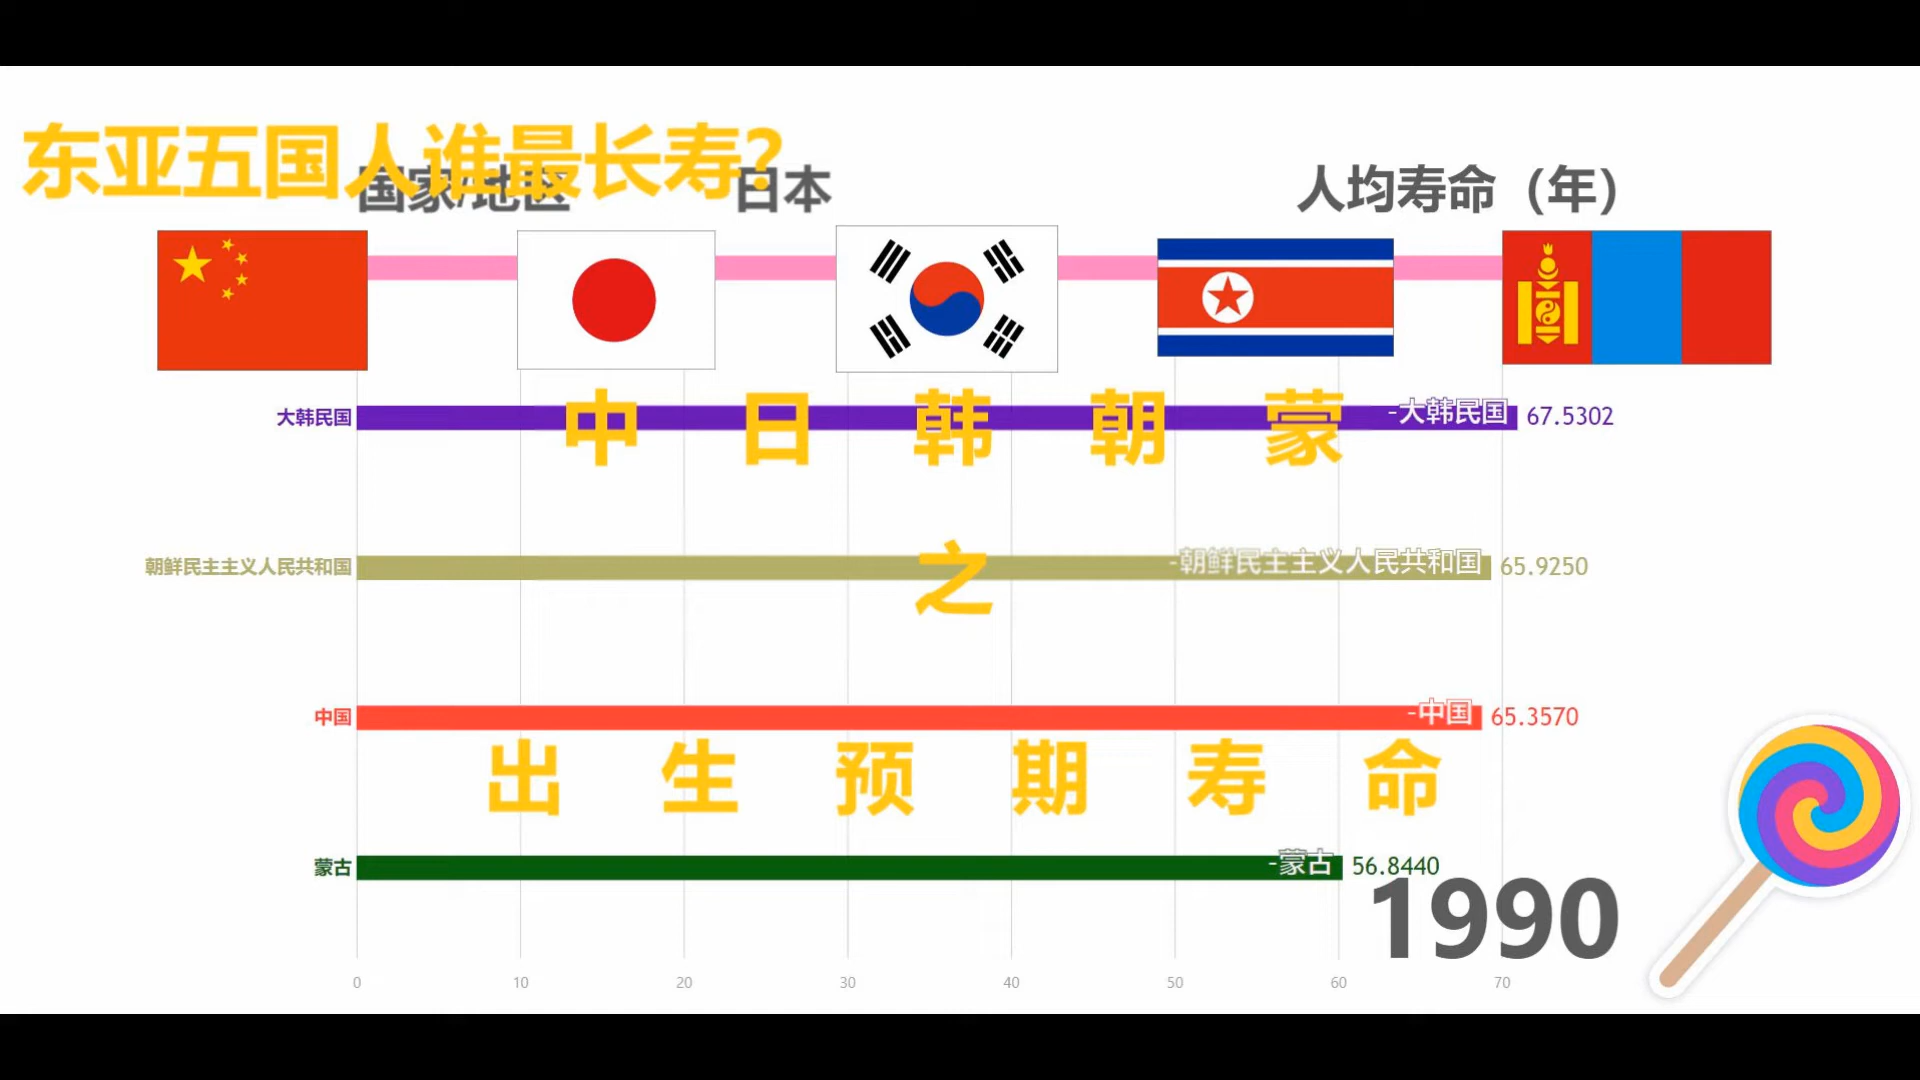 东亚五国人谁最长寿?
国家/地区 日本 人均寿命（年）
大韩民国 -大韩民国 67.5302
中日韩朝蒙
朝鲜民主主义人民共和国 -朝鲜民主主义人民共和国 65.9250
之
中国 -中国 65.3570
出生预期寿命
蒙古 -蒙古 56.8440
1990
0 10 20 30 40 50 60 70